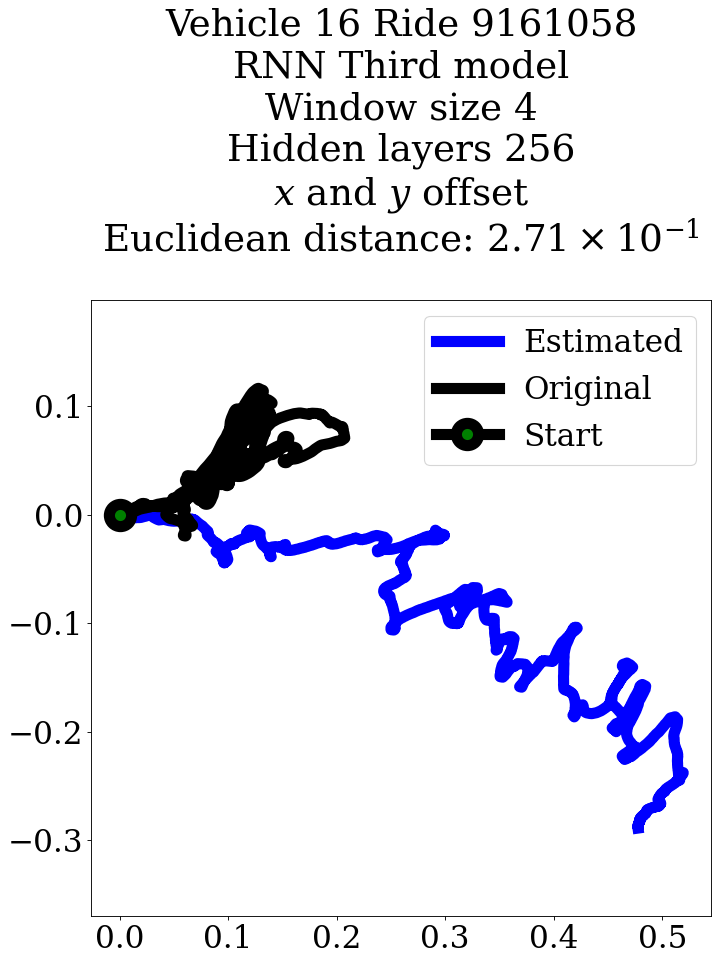 Vehicle 16 Ride 9161058
RNN Third model
Window size 4
Hidden layers 256
x and y offset
Euclidean distance: 2.71 × 10⁻¹
Estimated
Original
Start
0.1
0.0
−0.1
−0.2
−0.3
0.0 0.1 0.2 0.3 0.4 0.5